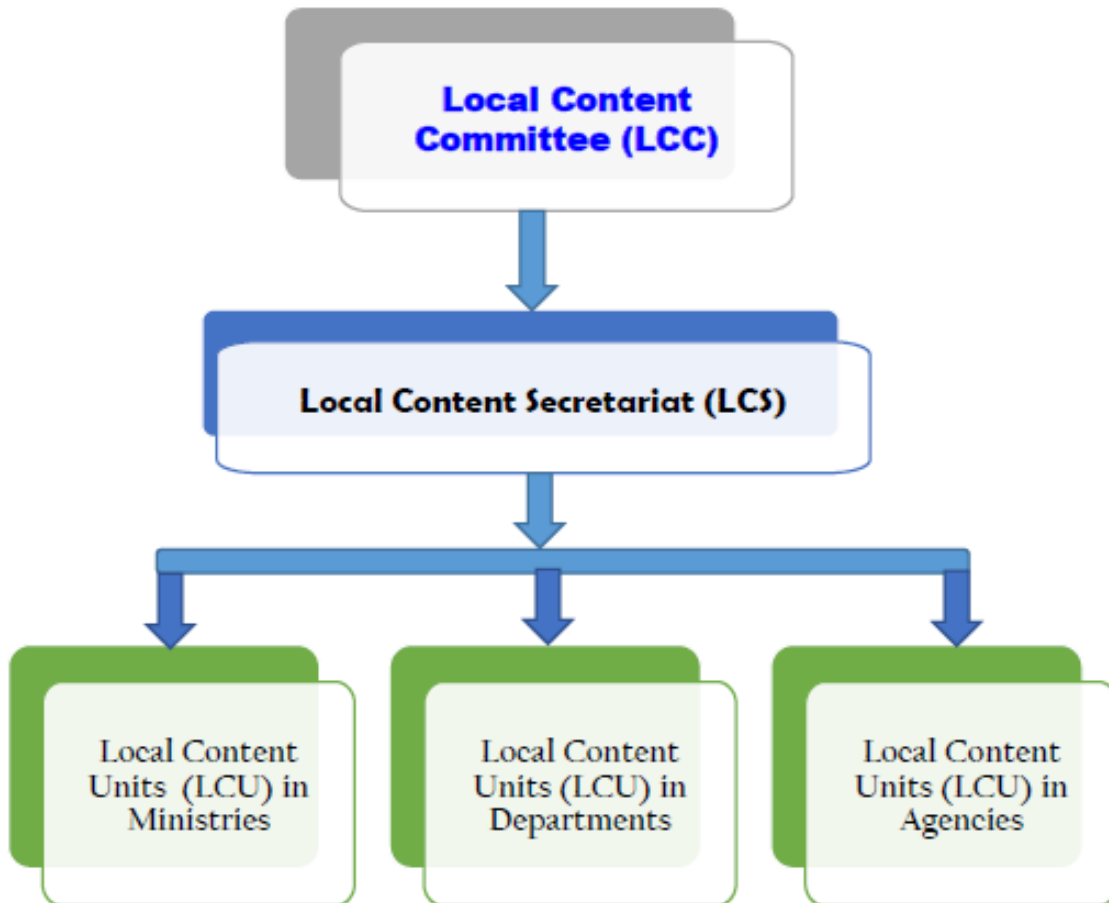 Local Content
Committee (LCC)
Local Content Secretariat (LCS)
Local Content
Units (LCU) in
Ministries
Local Content
Units (LCU) in
Departments
Local Content
Units (LCU) in
Agencies